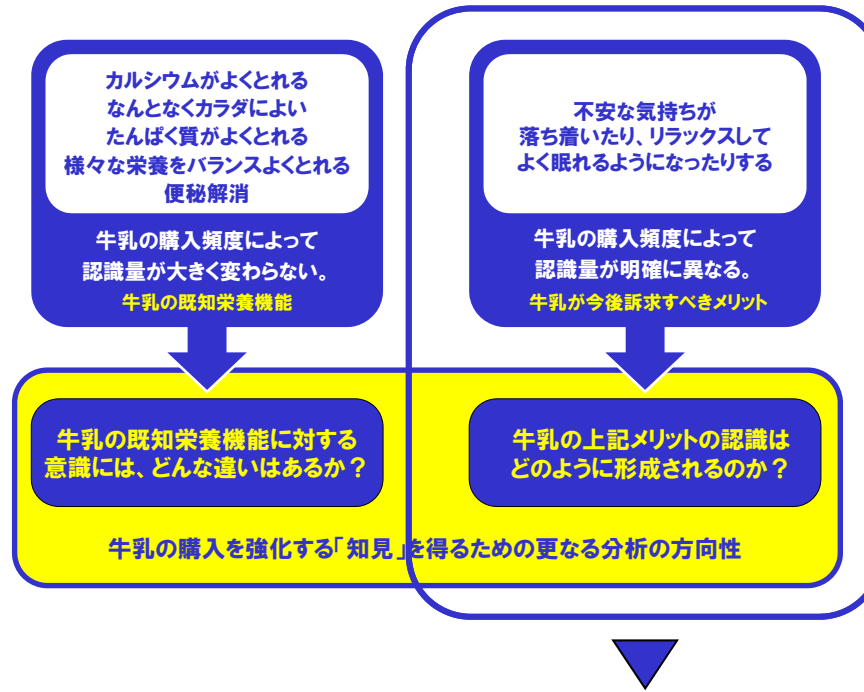 カルシウムがよくとれる
なんとなくカラダによい
たんぱく質がよくとれる
様々な栄養をバランスよくとれる
便秘解消
牛乳の購入頻度によって
認識量が大きく変わらない。
牛乳の既知栄養機能
不安な気持ちが
落ち着いたり、リラックスして
よく眠れるようになったりする
牛乳の購入頻度によって
認識量が明確に異なる。
牛乳が今後訴求すべきメリット
牛乳の既知栄養機能に対する
意識には、どんな違いはあるか？
牛乳の上記メリットの認識は
どのように形成されるのか？
牛乳の購入を強化する「知見」を得るための更なる分析の方向性